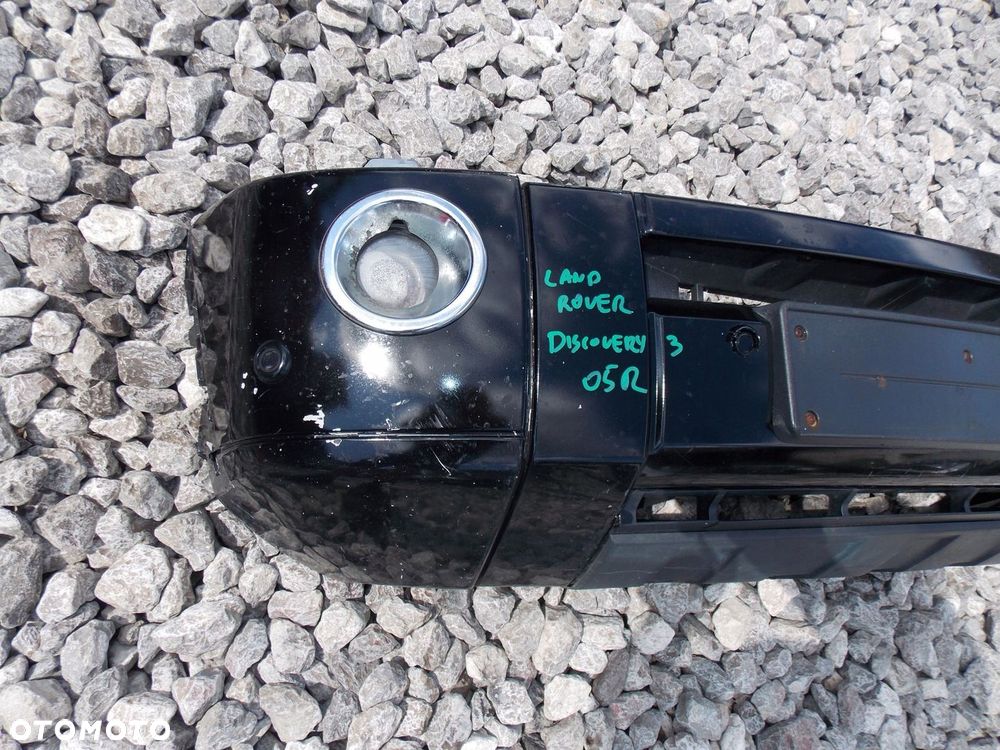 LAND
ROVER
DISCOVERY 3
05R
OTOMOTO